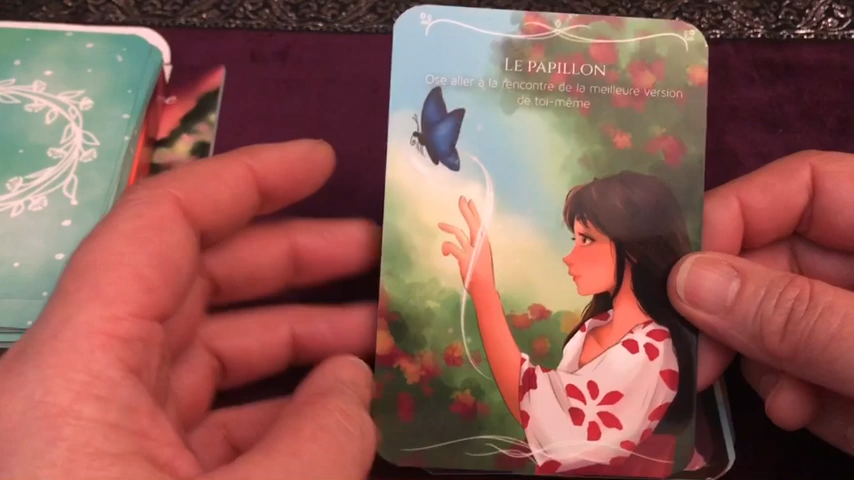 LE PAPILLON
Ose aller à la rencontre de la meilleure version
de toi-même